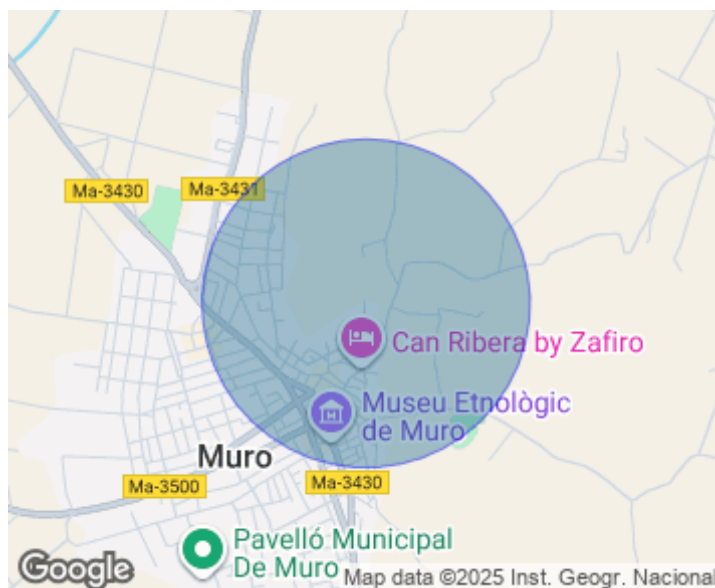 Ma-3430
Ma-3431
Can Ribera by Zafiro
Museu Etnològic
de Muro
Muro
Ma-3500
Ma-3430
Pavelló Municipal
De Muro
Google
Map data ©2025 Inst. Geogr. Nacional